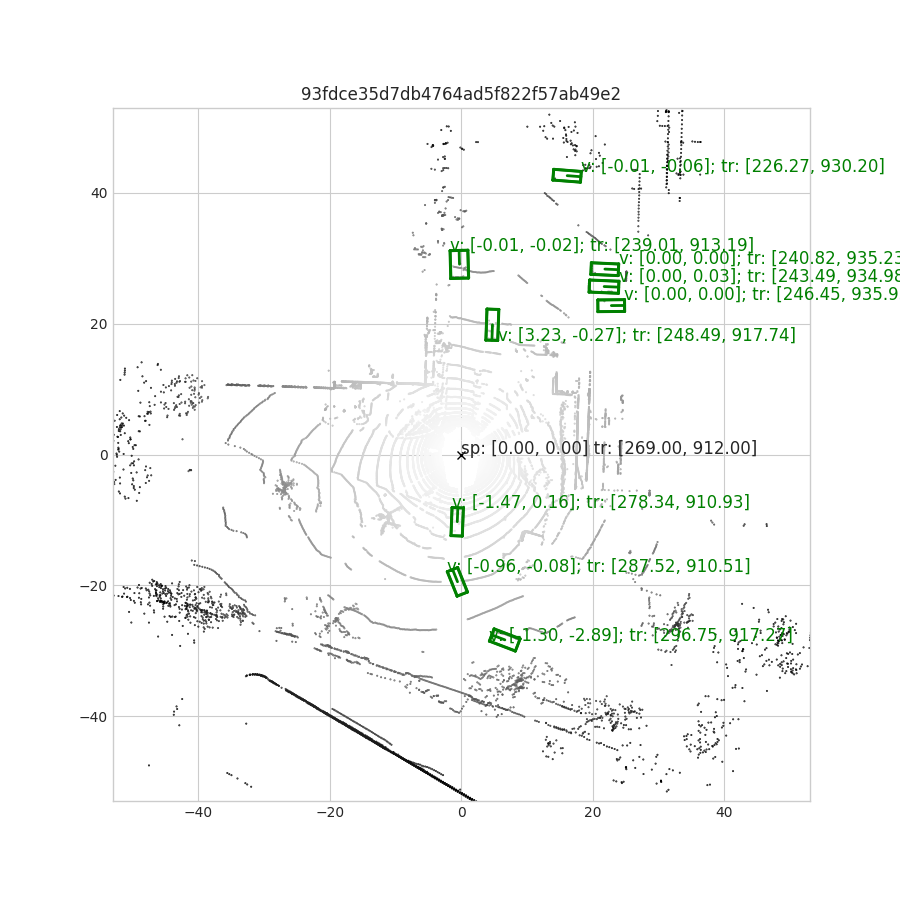 93fdce35d7db4764ad5f822f57ab49e2
v: [-0.01, -0.06]; tr: [226.27, 930.20]
40
v: [-0.01, -0.02]; tr: [239.01, 913.19]
v: [0.00, 0.00]; tr: [240.82, 935.23
v: [0.00, 0.03]; tr: [243.49, 934.98
v: [0.00, 0.00]; tr: [246.45, 935.9
20
v: [3.23, -0.27]; tr: [248.49, 917.74]
0
sp: [0.00, 0.00] tr: [269.00, 912.00]
v: [-1.47, 0.16]; tr: [278.34, 910.93]
v: [-0.96, -0.08]; tr: [287.52, 910.51]
−20
v: [-1.30, -2.89]; tr: [296.75, 917.27]
−40
−40 −20 0 20 40